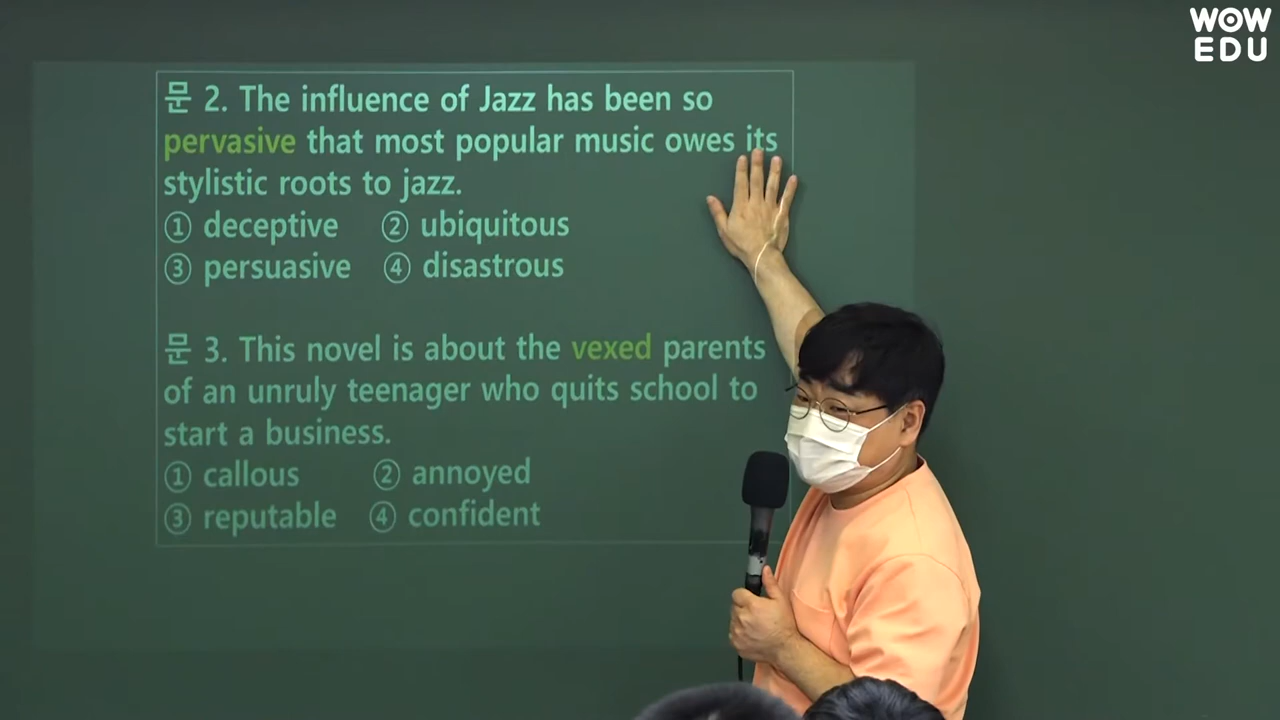 WOW
EDU
문 2. The influence of Jazz has been so
pervasive that most popular music owes its
stylistic roots to jazz.
① deceptive ② ubiquitous
③ persuasive ④ disastrous
문 3. This novel is about the vexed parents
of an unruly teenager who quits school to
start a business.
① callous ② annoyed
③ reputable ④ confident